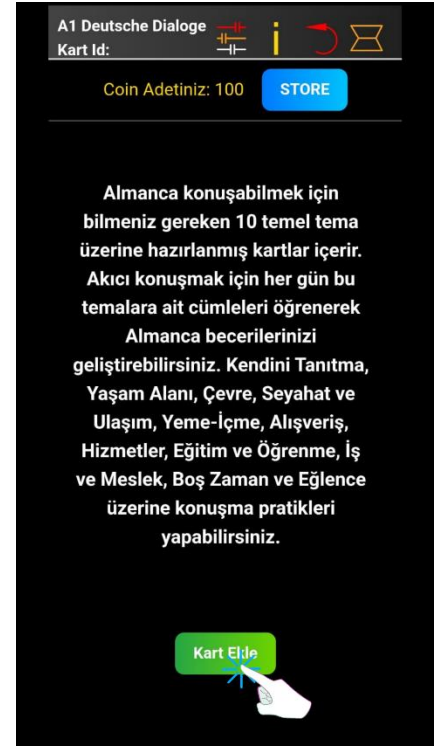 A1 Deutsche Dialoge
Kart Id:
Coin Adetiniz: 100 STORE
Almanca konuşabilmek için
bilmeniz gereken 10 temel tema
üzerine hazırlanmış kartlar içerir.
Akıcı konuşmak için her gün bu
temalara ait cümleleri öğrenerek
Almanca becerilerinizi
geliştirebilirsiniz. Kendini Tanıtma,
Yaşam Alanı, Çevre, Seyahat ve
Ulaşım, Yeme-İçme, Alışveriş,
Hizmetler, Eğitim ve Öğrenme, İş
ve Meslek, Boş Zaman ve Eğlence
üzerine konuşma pratikleri
yapabilirsiniz.
Kart Ekle